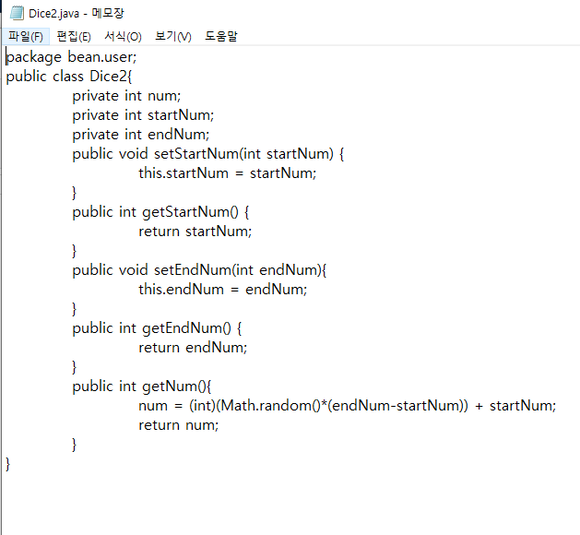 Dice2.java - 메모장
파일(F) 편집(E) 서식(O) 보기(V) 도움말
package bean.user;
public class Dice2{
private int num;
private int startNum;
private int endNum;
public void setStartNum(int startNum) {
this.startNum = startNum;
}
public int getStartNum() {
return startNum;
}
public void setEndNum(int endNum){
this.endNum = endNum;
}
public int getEndNum() {
return endNum;
}
public int getNum(){
num = (int)(Math.random()*(endNum-startNum)) + startNum;
return num;
}
}